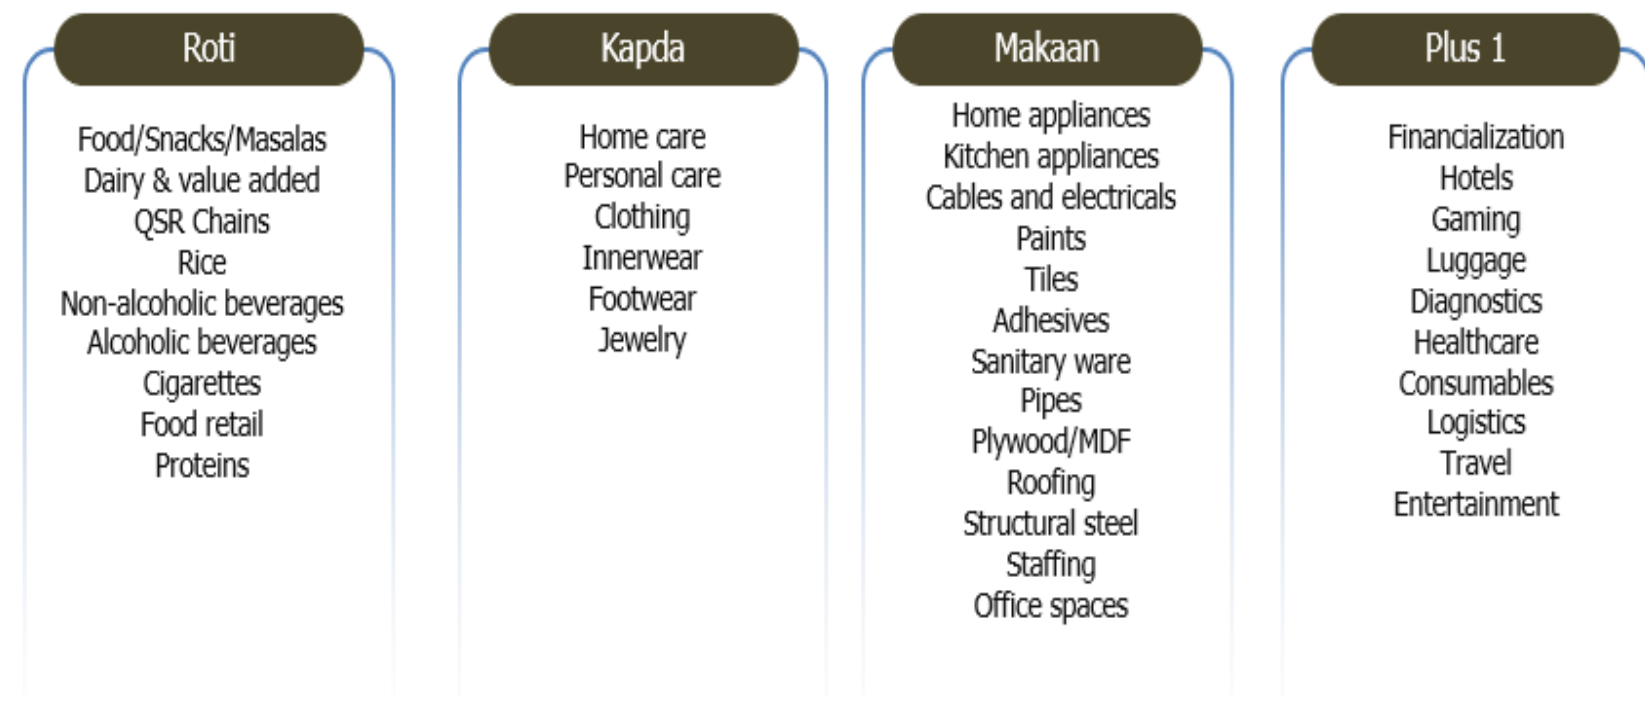 Roti
Food/Snacks/Masalas
Dairy & value added
QSR Chains
Rice
Non-alcoholic beverages
Alcoholic beverages
Cigarettes
Food retail
Proteins
Kapda
Home care
Personal care
Clothing
Innerwear
Footwear
Jewelry
Makaan
Home appliances
Kitchen appliances
Cables and electricals
Paints
Tiles
Adhesives
Sanitary ware
Pipes
Plywood/MDF
Roofing
Structural steel
Staffing
Office spaces
Plus 1
Financialization
Hotels
Gaming
Luggage
Diagnostics
Healthcare
Consumables
Logistics
Travel
Entertainment